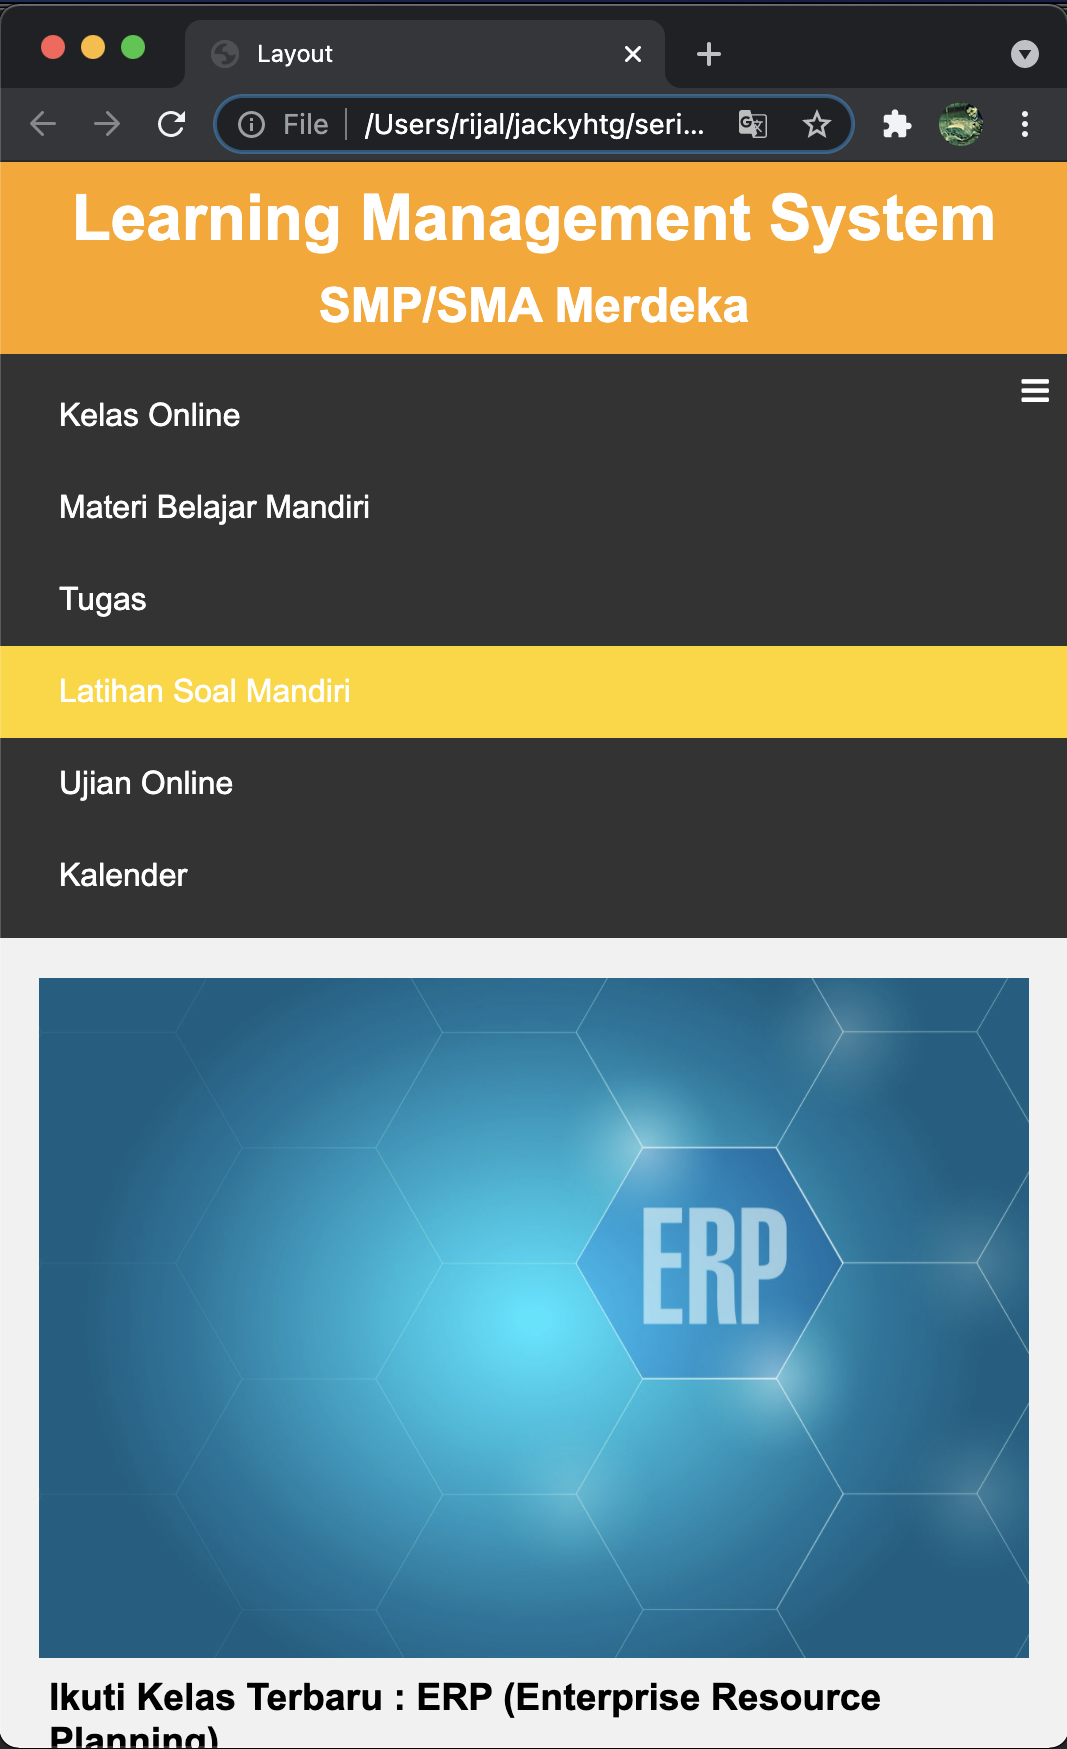 Layout
File /Users/rijal/jackyhtg/seri...
Learning Management System
SMP/SMA Merdeka
Kelas Online
Materi Belajar Mandiri
Tugas
Latihan Soal Mandiri
Ujian Online
Kalender
ERP
Ikuti Kelas Terbaru : ERP (Enterprise Resource
Planning)